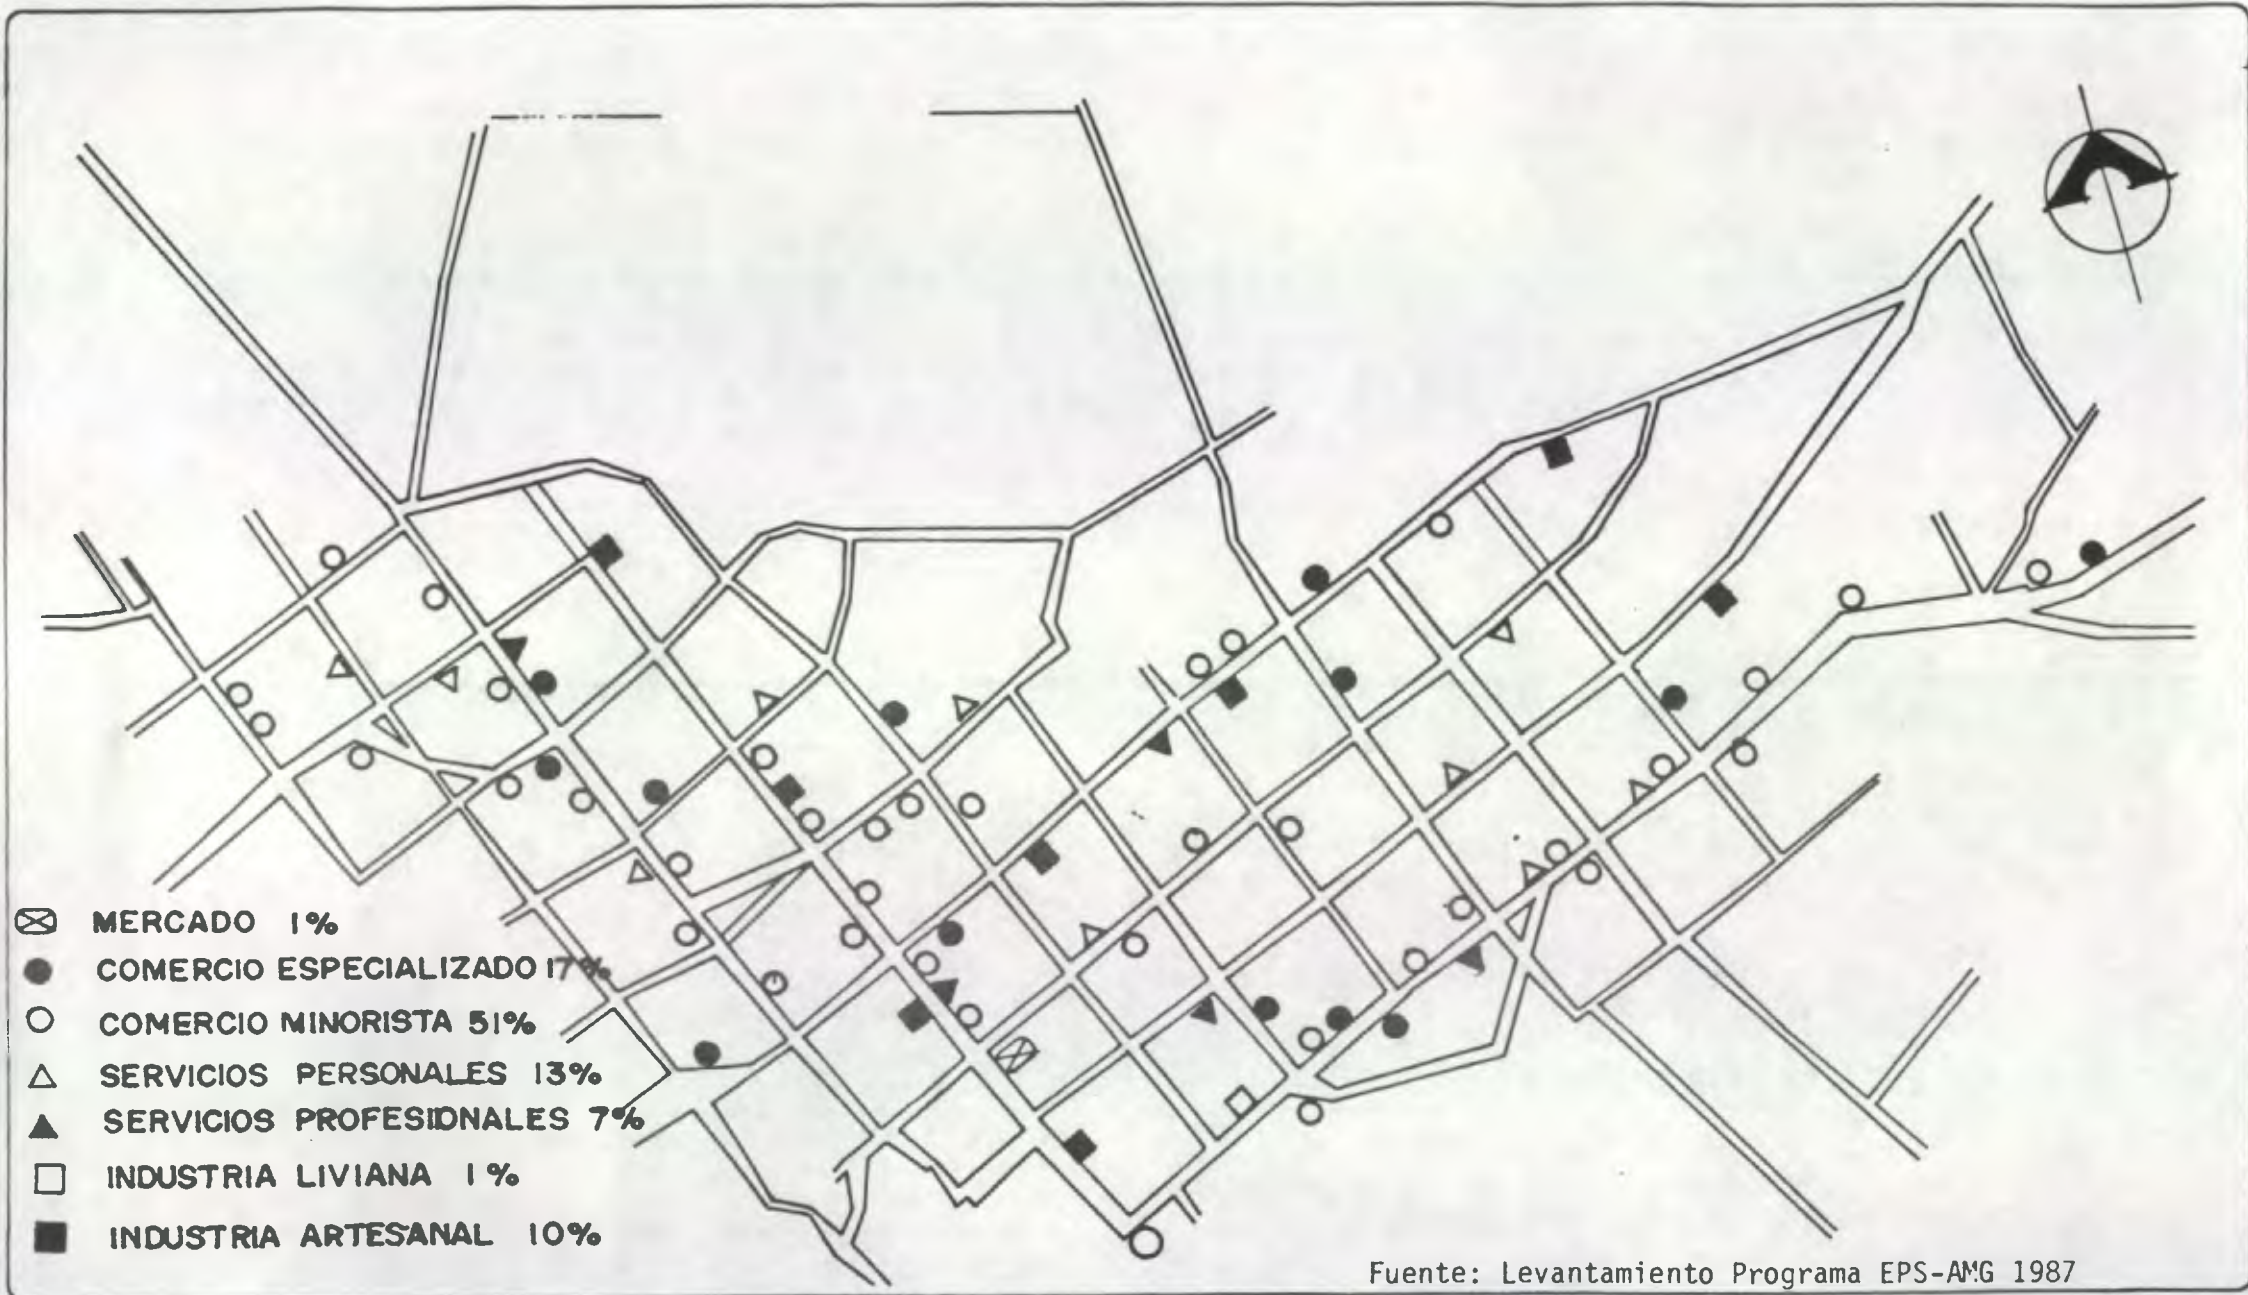 MERCADO 1%
COMERCIO ESPECIALIZADO 17%
COMERCIO MINORISTA 51%
SERVICIOS PERSONALES 13%
SERVICIOS PROFESIONALES 7%
INDUSTRIA LIVIANA 1%
INDUSTRIA ARTESANAL 10%
Fuente: Levantamiento Programa EPS-AMG 1987